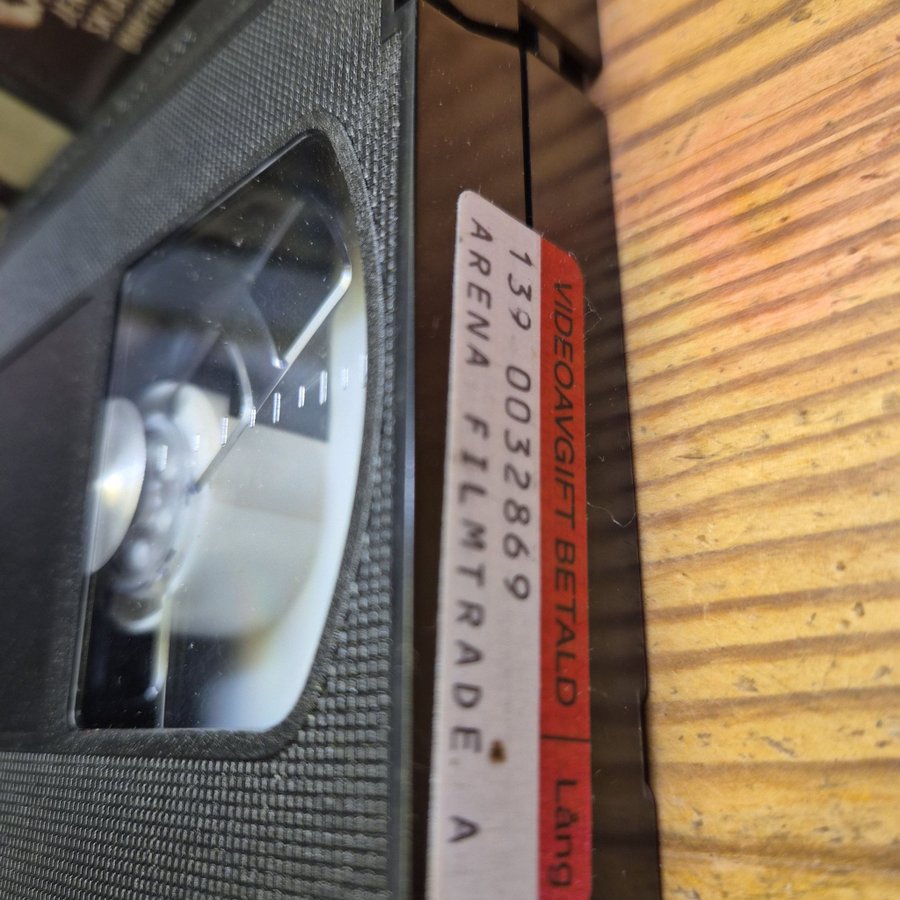 VIDEOAVGIFT BETALD | Lång
139 0032869
ARENA FILMTRADE A